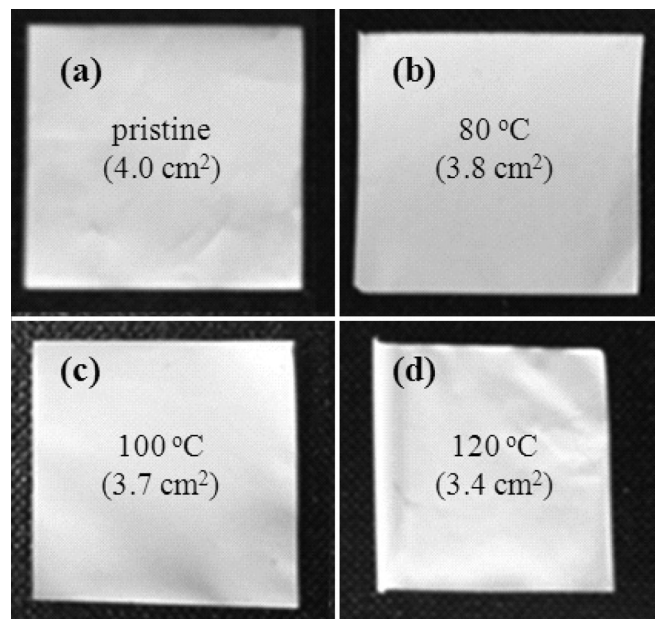 (a)
pristine
(4.0 cm²)
(b)
80 ºC
(3.8 cm²)
(c)
100 ºC
(3.7 cm²)
(d)
120 ºC
(3.4 cm²)